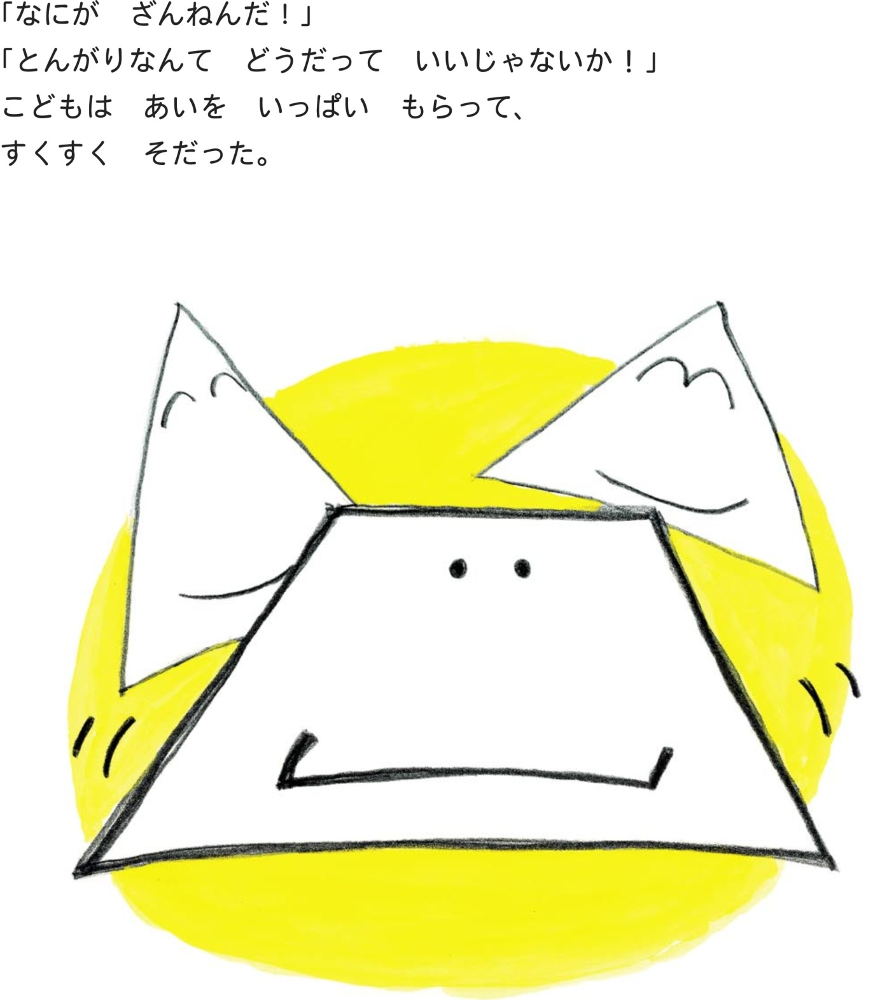 「なにが　ざんねんだ！」
「とんがりなんて　どうだって　いいじゃないか！」
こどもは　あいを　いっぱい　もらって、
すくすく　そだった。